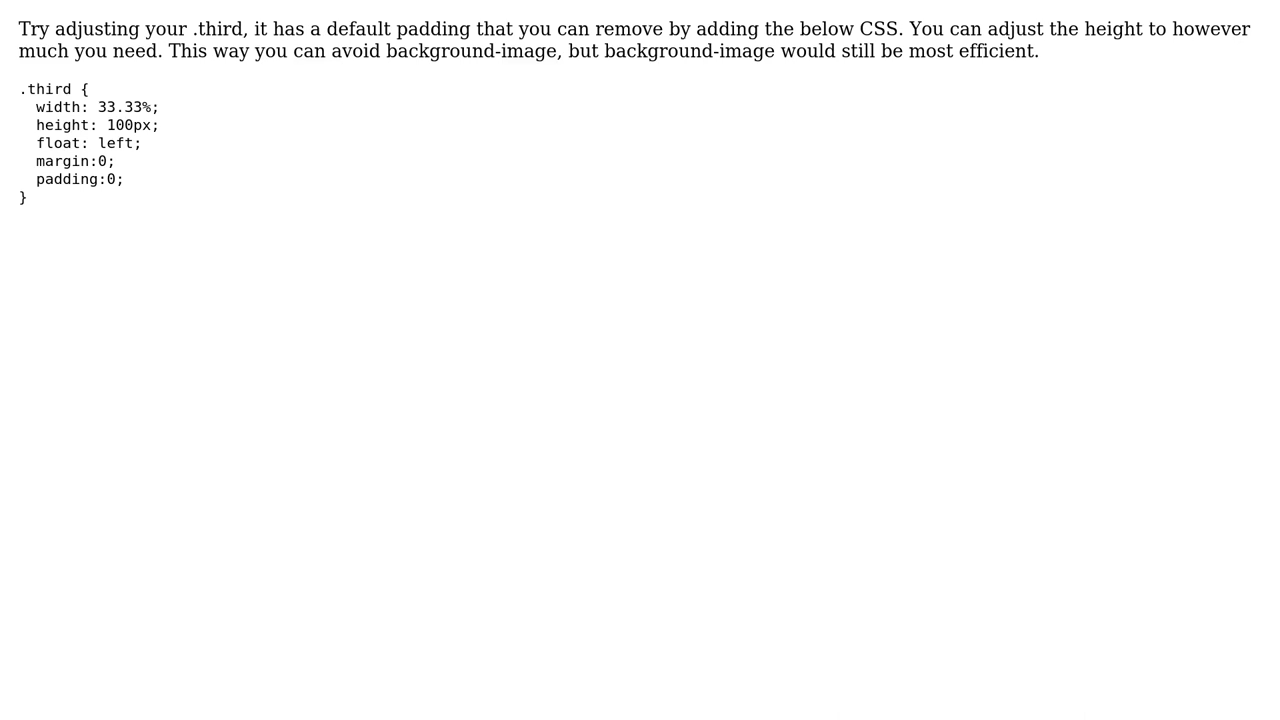 Try adjusting your .third, it has a default padding that you can remove by adding the below CSS. You can adjust the height to however
much you need. This way you can avoid background-image, but background-image would still be most efficient.
.third {
  width: 33.33%;
  height: 100px;
  float: left;
  margin:0;
  padding:0;
}